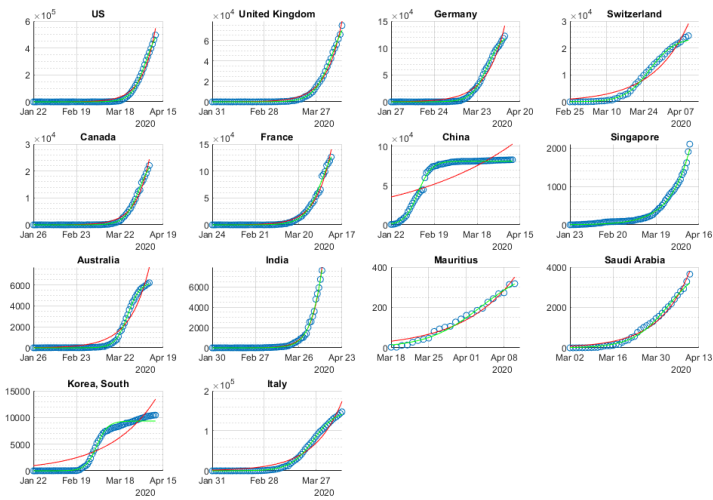 US
×10^5
6
4
2
0
Jan 22 Feb 19 Mar 18 Apr 15
2020
United Kingdom
×10^4
8
6
4
2
0
Jan 31 Feb 28 Mar 27
2020
Germany
×10^4
15
10
5
0
Jan 27 Feb 24 Mar 23 Apr 20
2020
Switzerland
×10^4
3
2
1
0
Feb 25 Mar 10 Mar 24 Apr 07
2020
Canada
×10^4
3
2
1
0
Jan 26 Feb 23 Mar 22 Apr 19
2020
France
×10^4
15
10
5
0
Jan 24 Feb 21 Mar 20 Apr 17
2020
China
×10^4
10
5
0
Jan 22 Feb 19 Mar 18 Apr 15
2020
Singapore
2000
1000
0
Jan 23 Feb 20 Mar 19 Apr 16
2020
Australia
6000
4000
2000
0
Jan 26 Feb 23 Mar 22 Apr 19
2020
India
6000
4000
2000
0
Jan 30 Feb 27 Mar 26 Apr 23
2020
Mauritius
400
200
0
Mar 18 Mar 25 Apr 01 Apr 08
2020
Saudi Arabia
4000
2000
0
Mar 02 Mar 16 Mar 30 Apr 13
2020
Korea, South
15000
10000
5000
0
Jan 22 Feb 19 Mar 18 Apr 15
2020
Italy
×10^5
2
1
0
Jan 31 Feb 28 Mar 27
2020